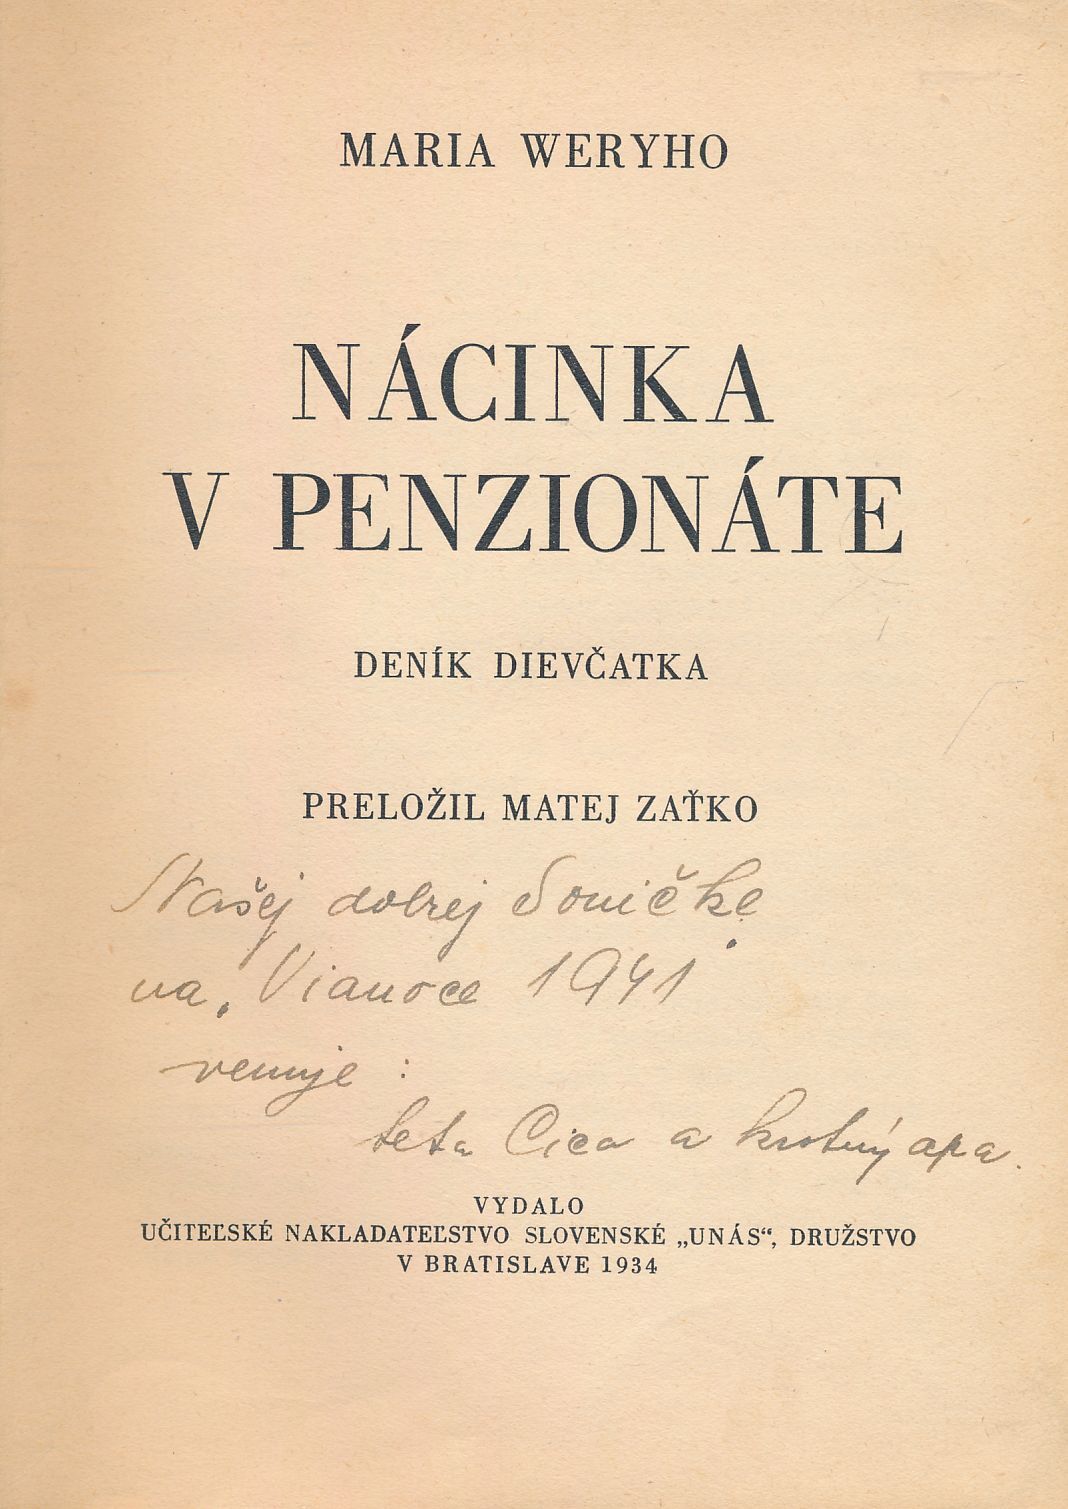 MARIA WERYHO
NÁCINKA
V PENZIONÁTE
DENÍK DIEVČATKA
PRELOŽIL MATEJ ZAŤKO
Našej dobrej Soničke
na „Vianoce 1941"
venuje :
teta Cica a krstný apa.
VYDALO
UČITEĽSKÉ NAKLADATEĽSTVO SLOVENSKÉ „UNÁS“, DRUŽSTVO
V BRATISLAVE 1934